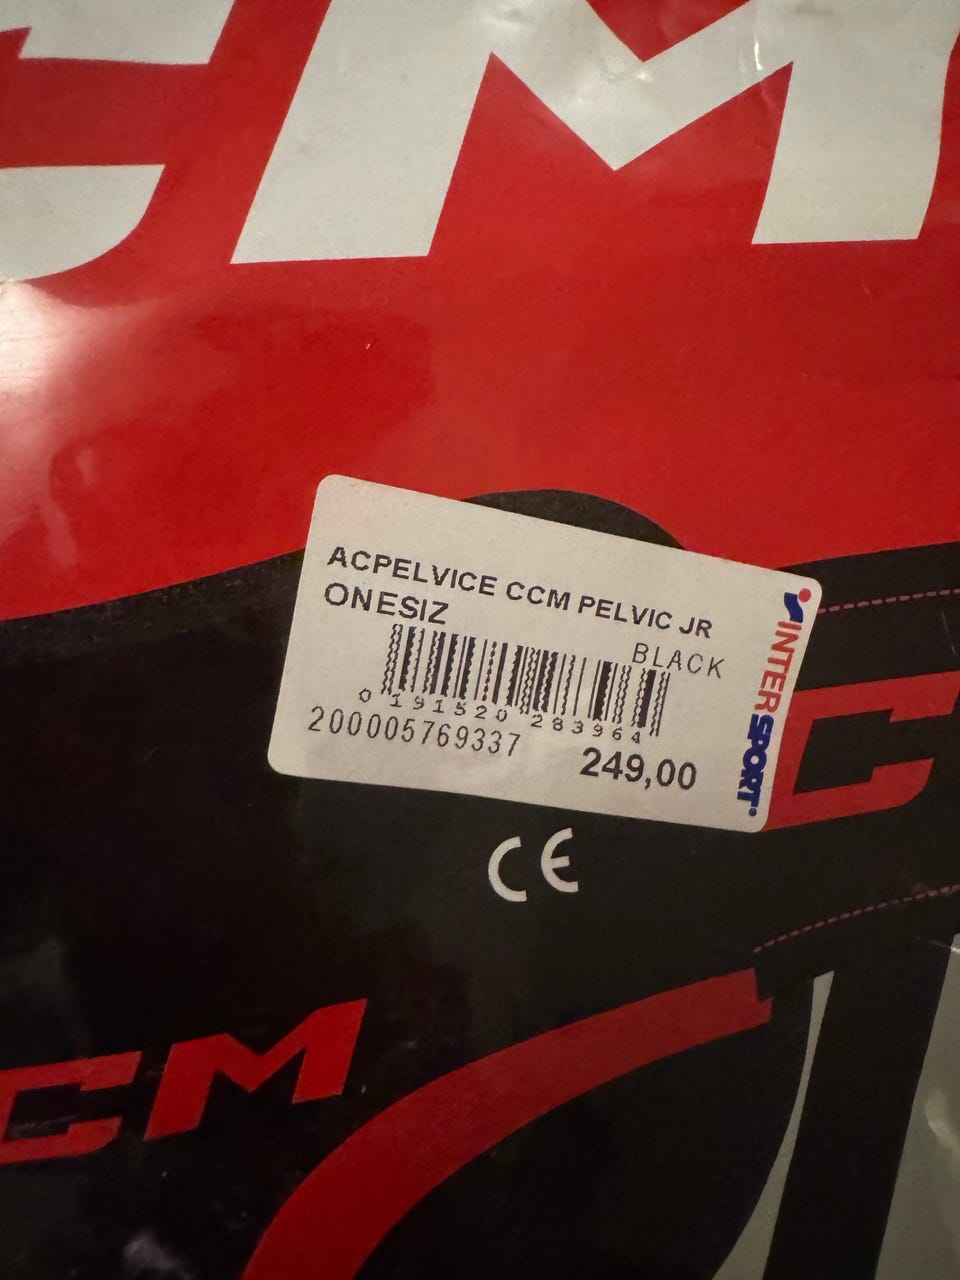 CCM
ACPELVICE CCM PELVIC JR
ONESIZ
BLACK
0 191520 283964
200005769337
249,00
INTERSPORT®
C
CE
CCM